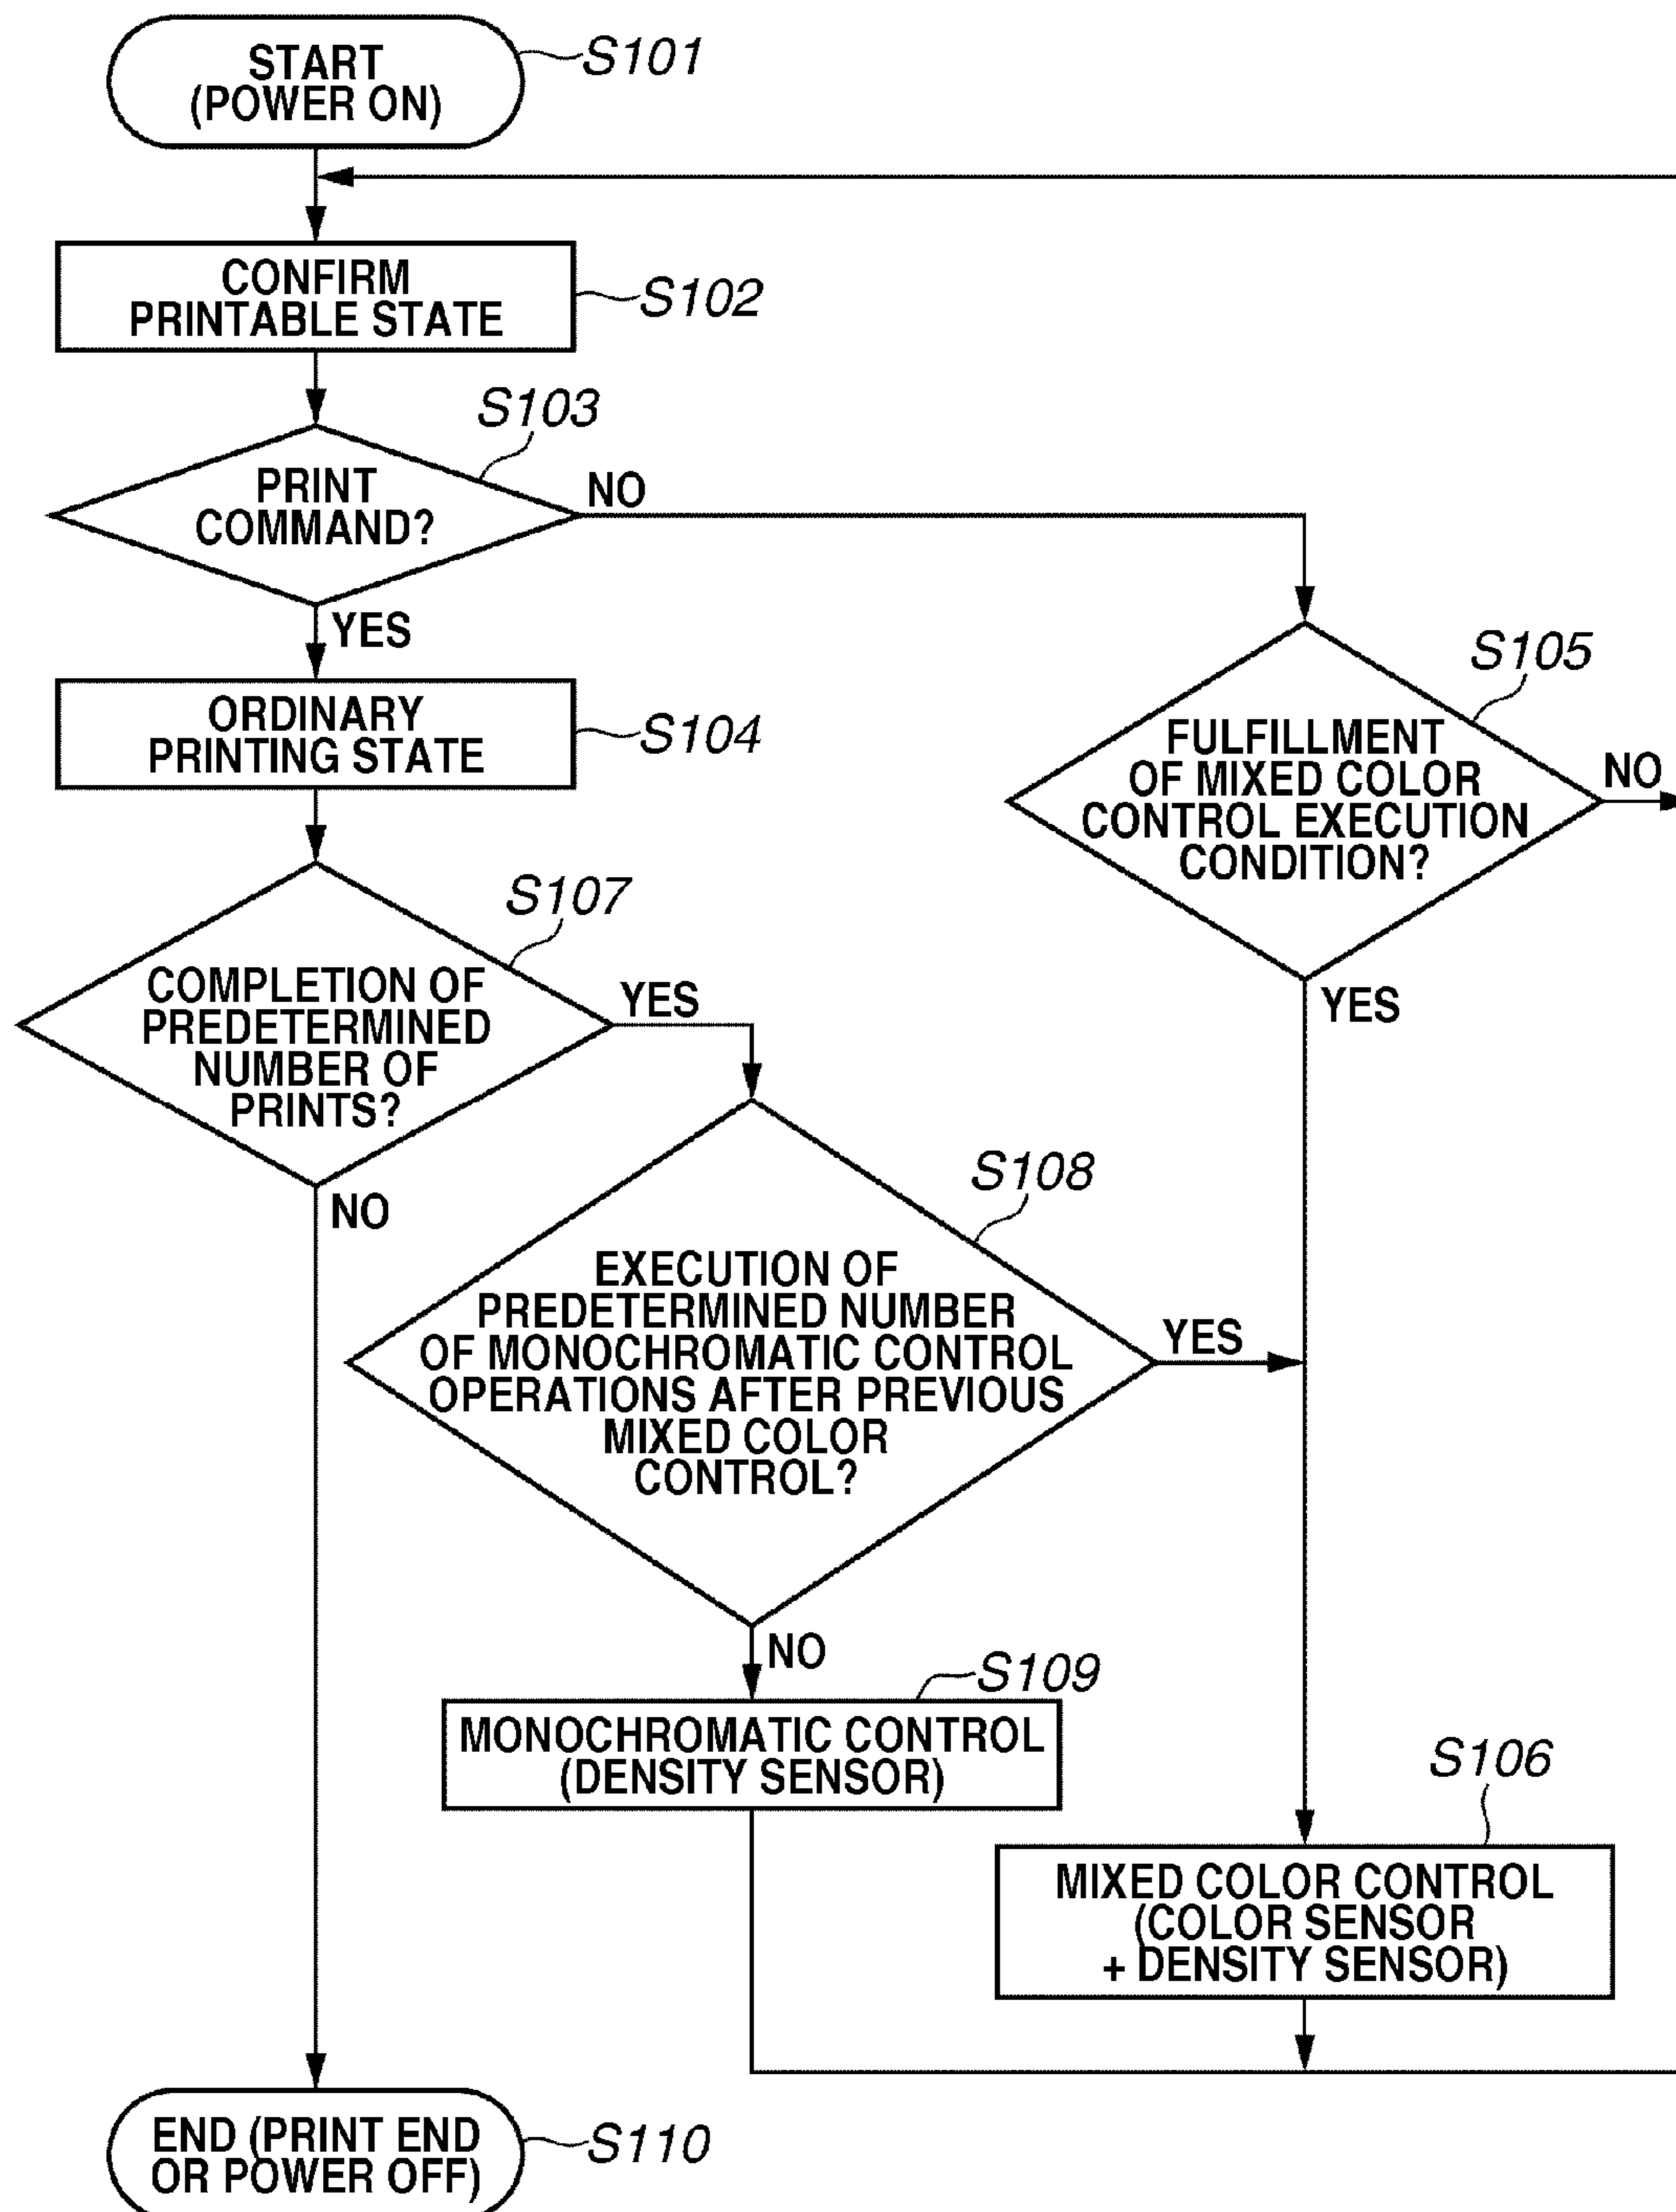 START
(POWER ON)
S101
CONFIRM
PRINTABLE STATE
S102
S103
PRINT
COMMAND?
NO
YES
ORDINARY
PRINTING STATE
S104
S105
FULFILLMENT
OF MIXED COLOR
CONTROL EXECUTION
CONDITION?
NO
YES
S107
COMPLETION OF
PREDETERMINED
NUMBER OF
PRINTS?
YES
NO
S108
EXECUTION OF
PREDETERMINED NUMBER
OF MONOCHROMATIC CONTROL
OPERATIONS AFTER PREVIOUS
MIXED COLOR
CONTROL?
YES
NO
S109
MONOCHROMATIC CONTROL
(DENSITY SENSOR)
S106
MIXED COLOR CONTROL
(COLOR SENSOR
+ DENSITY SENSOR)
END (PRINT END
OR POWER OFF)
S110